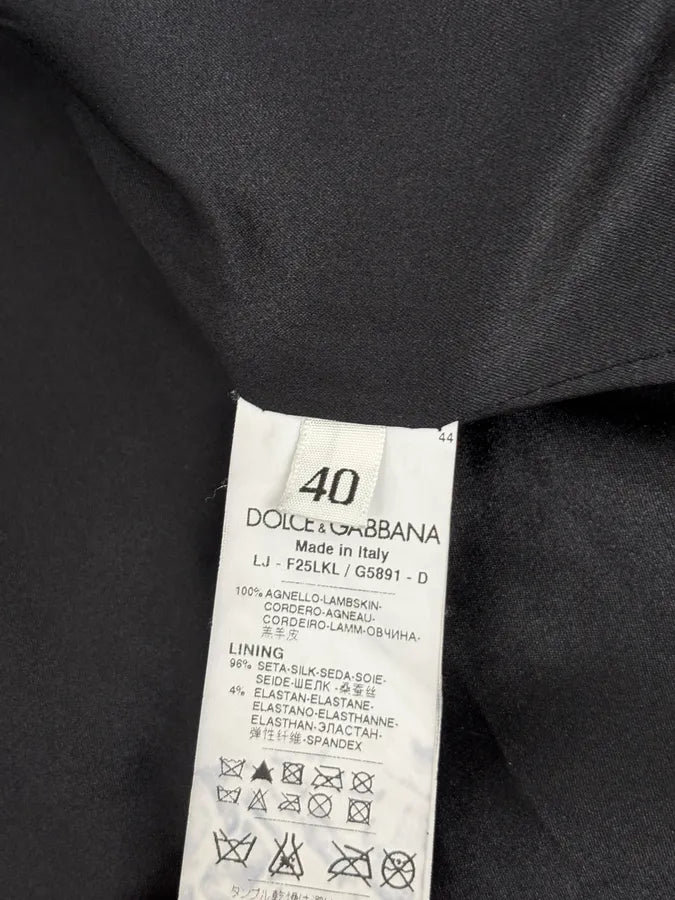 44
40
DOLCE & GABBANA
Made in Italy
LJ - F25LKL / G5891 - D
100% AGNELLO-LAMBSKIN-
CORDERO-AGNEAU-
CORDEIRO-LAMM-ОВЧИНА-
羔羊皮
LINING
96% SETA-SILK-SEDA-SOIE-
SEIDE-ШЕЛК-桑蚕丝
4% ELASTAN-ELASTANE-
ELASTANO-ELASTHANNE-
ELASTHAN-ЭЛАСТАН-
弹性纤维-SPANDEX